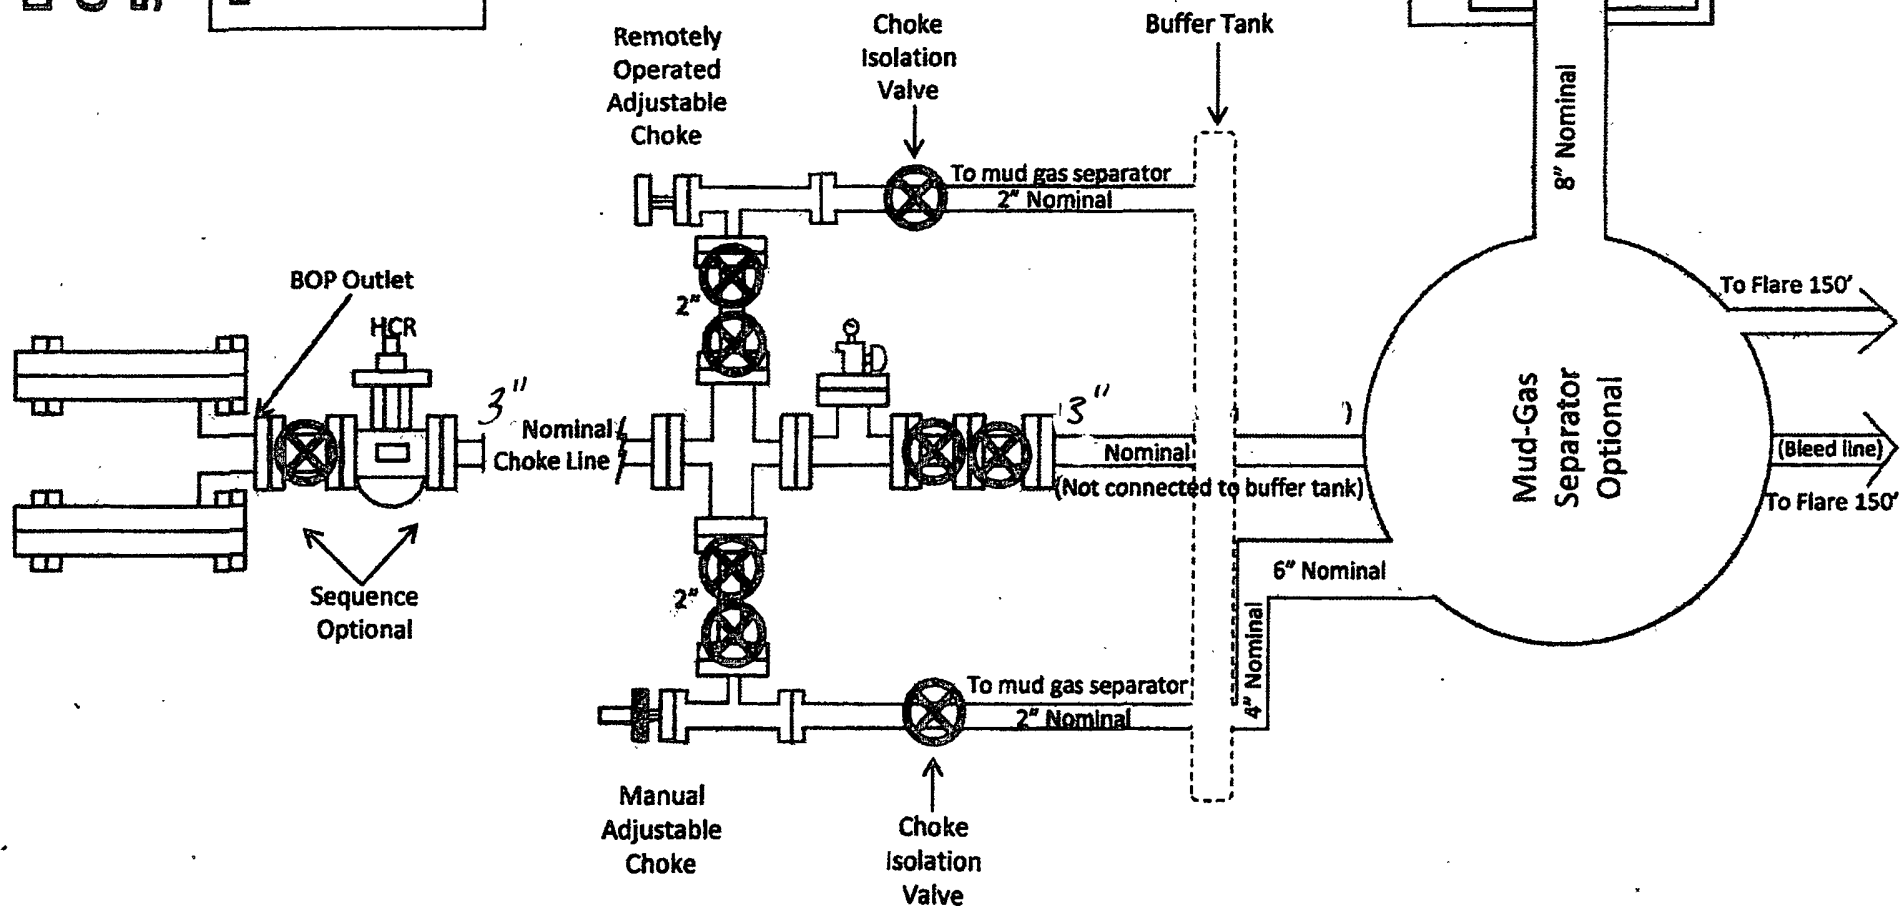 Remotely
Operated
Adjustable
Choke
Choke
Isolation
Valve
Buffer Tank
8" Nominal
To mud gas separator
2" Nominal
BOP Outlet
HCR
2"
To Flare 150'
3"
Nominal
Choke Line
3"
Nominal
(Not connected to buffer tank)
Mud-Gas
Separator
Optional
(Bleed line)
To Flare 150'
Sequence
Optional
2"
6" Nominal
4" Nominal
To mud gas separator
2" Nominal
Manual
Adjustable
Choke
Choke
Isolation
Valve